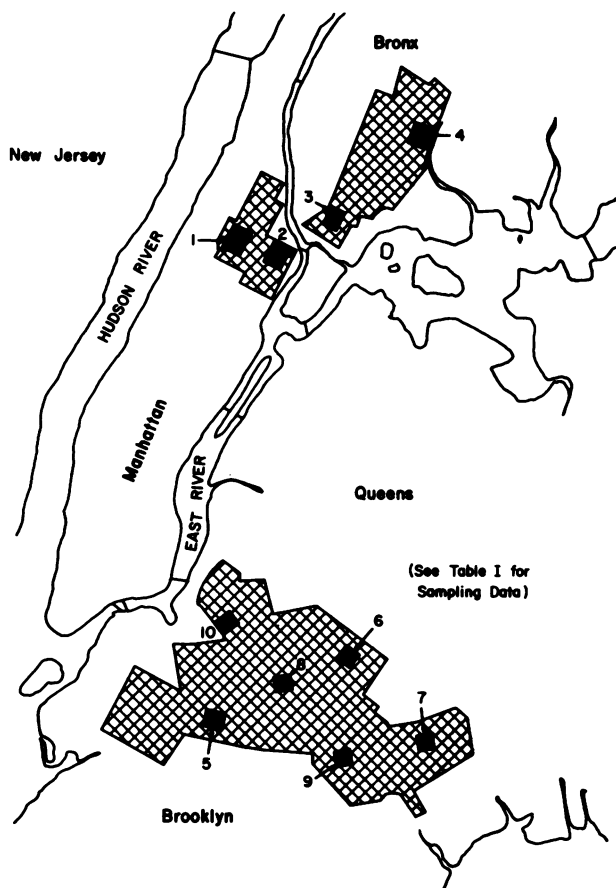 Bronx
New Jersey
4
3
1
2
HUDSON RIVER
Manhattan
EAST RIVER
Queens
(See Table I for
Sampling Data)
10
6
8
7
5
9
Brooklyn